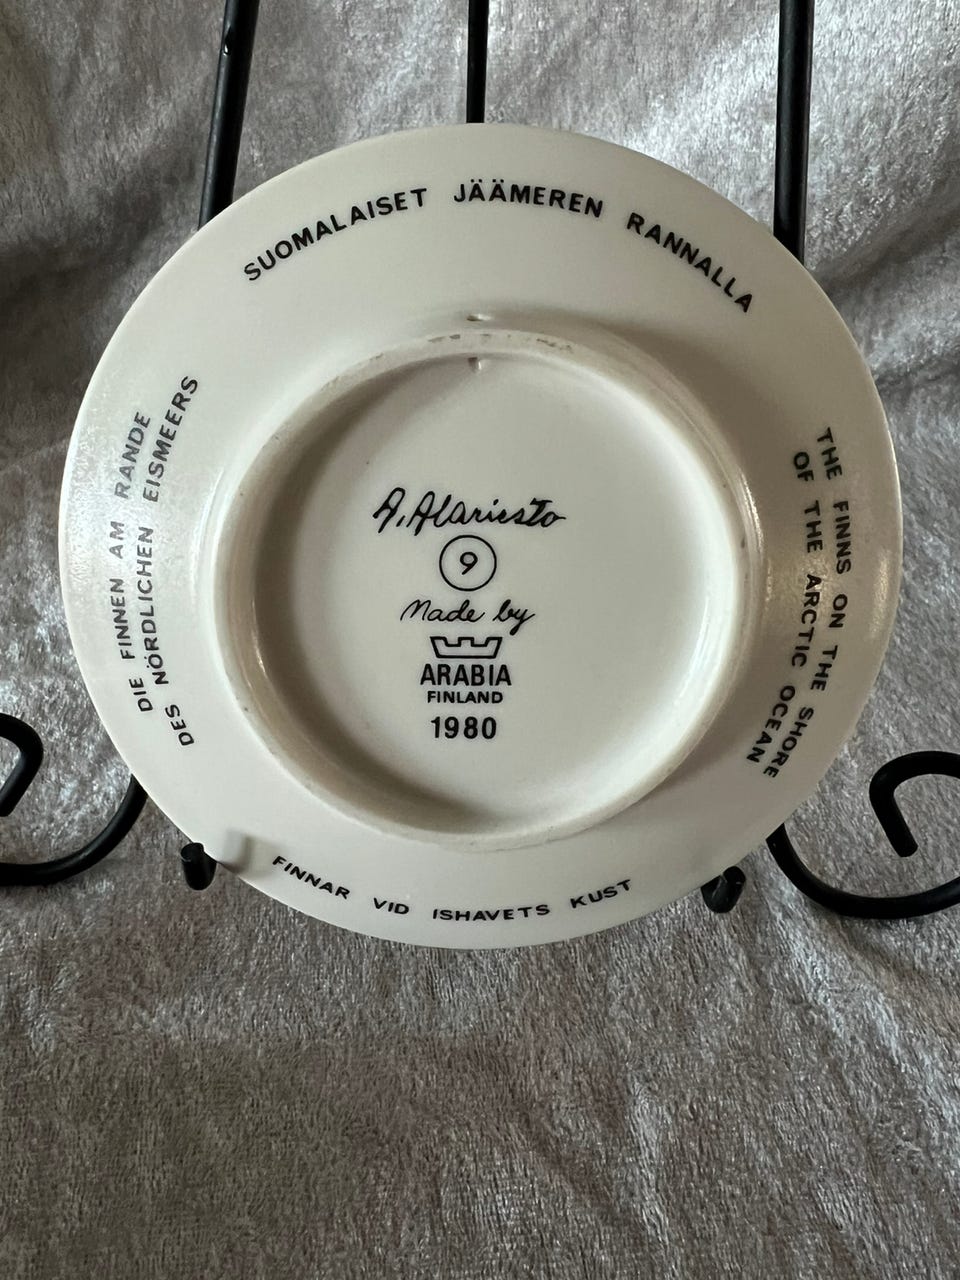 SUOMALAISET JÄÄMEREN RANNALLA
DIE FINNEN AM RANDE
DES NÖRDLICHEN EISMEERS
THE FINNS ON THE SHORE
OF THE ARCTIC OCEAN
A. Alariesto
9
Made by
ARABIA
FINLAND
1980
FINNAR VID ISHAVETS KUST